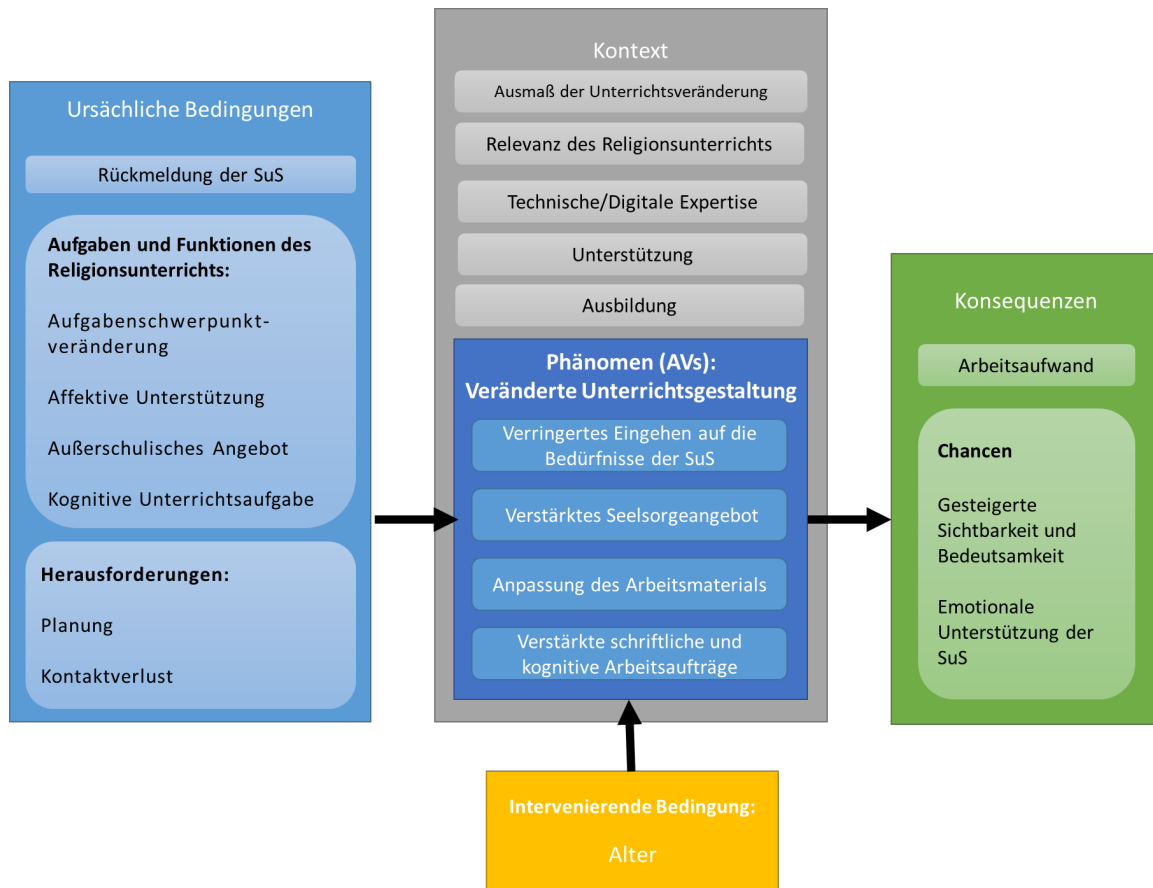 Ursächliche Bedingungen
Rückmeldung der SuS
Aufgaben und Funktionen des
Religionsunterrichts:
Aufgabenschwerpunkt-
veränderung
Affektive Unterstützung
Außerschulisches Angebot
Kognitive Unterrichtsaufgabe
Herausforderungen:
Planung
Kontaktverlust
Kontext
Ausmaß der Unterrichtsveränderung
Relevanz des Religionsunterrichts
Technische/Digitale Expertise
Unterstützung
Ausbildung
Phänomen (AVs):
Veränderte Unterrichtsgestaltung
Verringertes Eingehen auf die
Bedürfnisse der SuS
Verstärktes Seelsorgeangebot
Anpassung des Arbeitsmaterials
Verstärkte schriftliche und
kognitive Arbeitsaufträge
Intervenierende Bedingung:
Alter
Konsequenzen
Arbeitsaufwand
Chancen
Gesteigerte
Sichtbarkeit und
Bedeutsamkeit
Emotionale
Unterstützung der
SuS